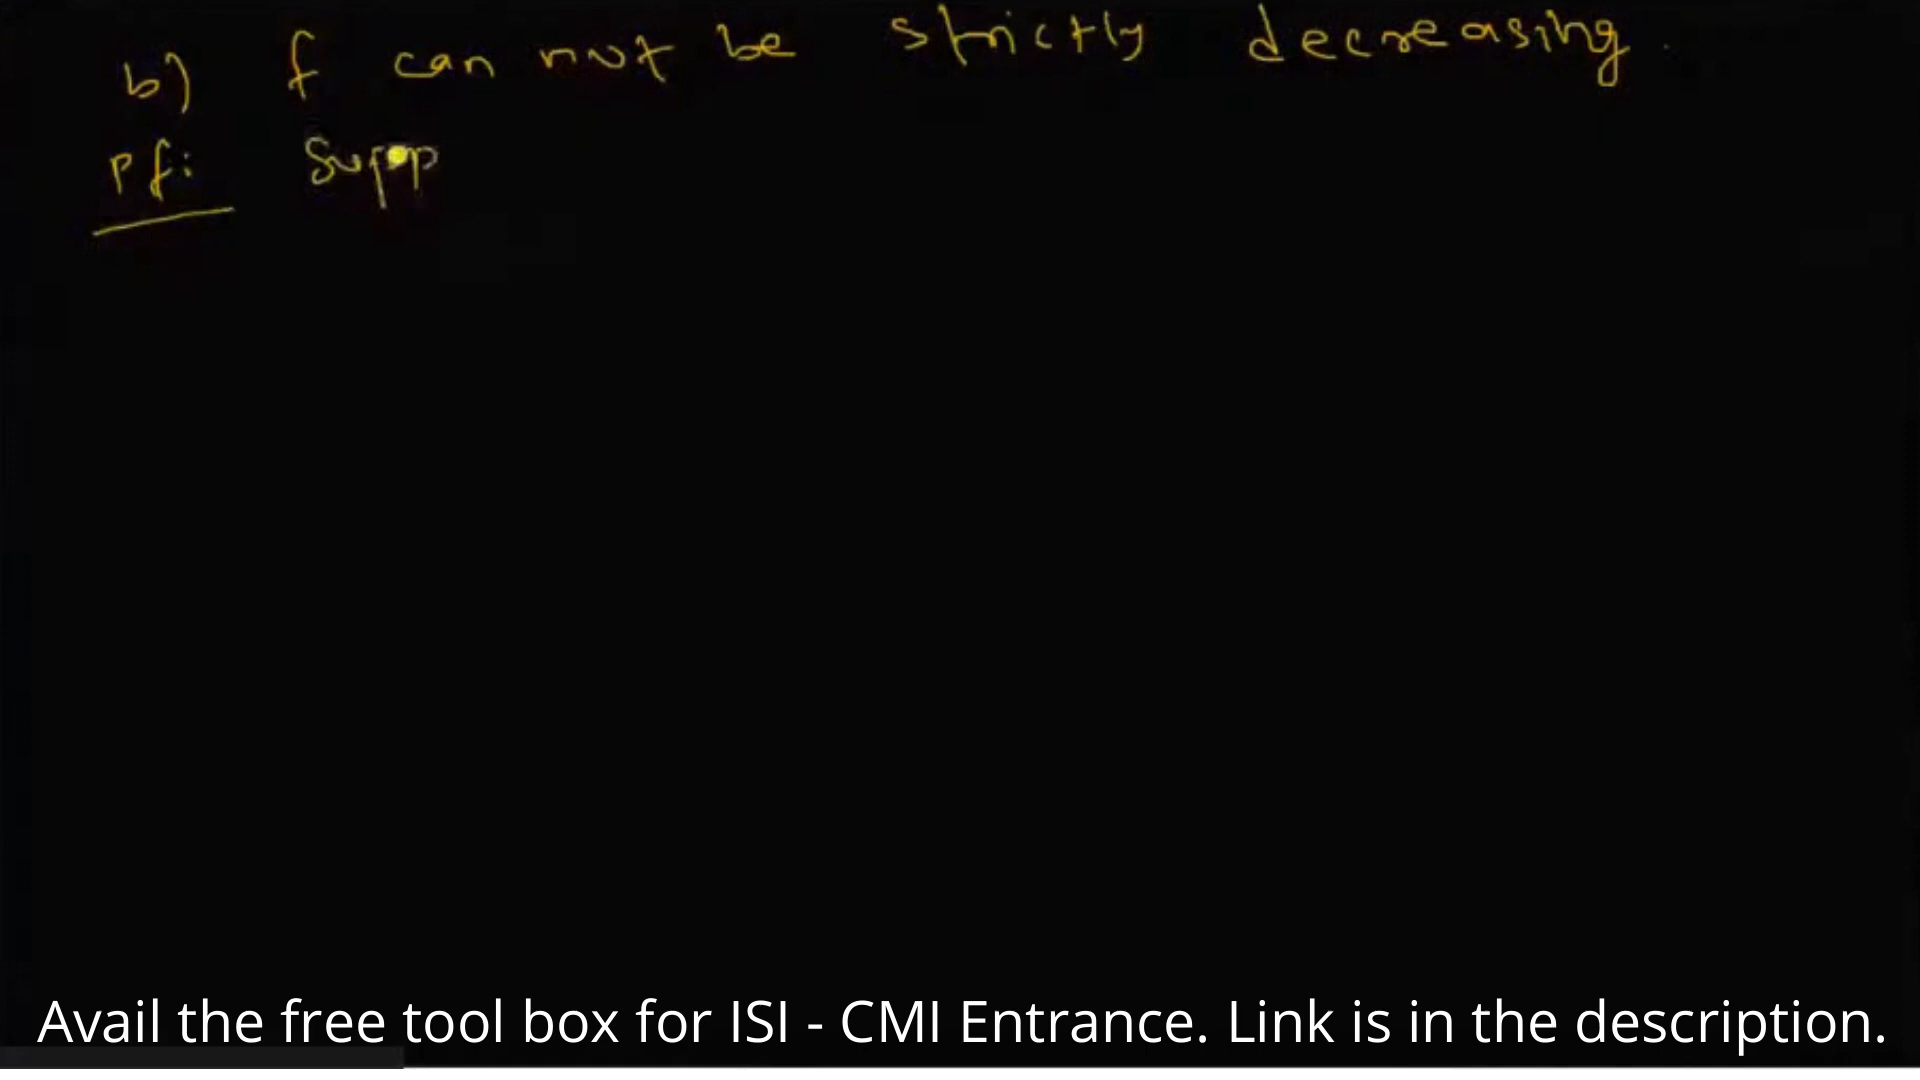 b) f can not be strictly decreasing.
Pf: Supp
Avail the free tool box for ISI - CMI Entrance. Link is in the description.